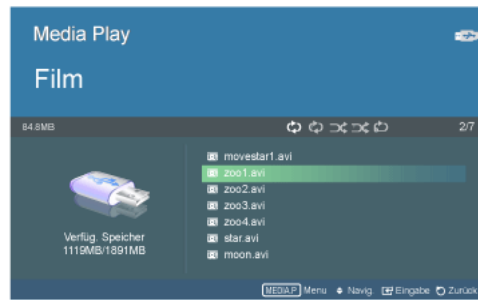 Media Play
Film
84.8MB 2/7
movestar1.avi
zoo1.avi
zoo2.avi
zoo3.avi
zoo4.avi
star.avi
moon.avi
Verfüg. Speicher
1119MB/1891MB
MEDIA.P Menu Navig. Eingabe Zurück